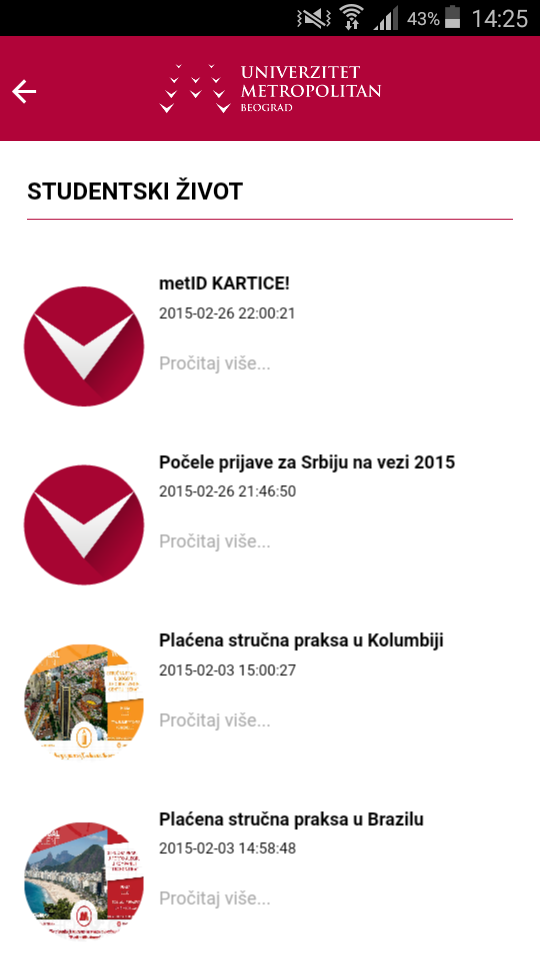 43% 14:25
UNIVERZITET
METROPOLITAN
BEOGRAD
STUDENTSKI ŽIVOT
metID KARTICE!
2015-02-26 22:00:21
Pročitaj više...
Počele prijave za Srbiju na vezi 2015
2015-02-26 21:46:50
Pročitaj više...
Plaćena stručna praksa u Kolumbiji
2015-02-03 15:00:27
Pročitaj više...
Plaćena stručna praksa u Brazilu
2015-02-03 14:58:48
Pročitaj više...